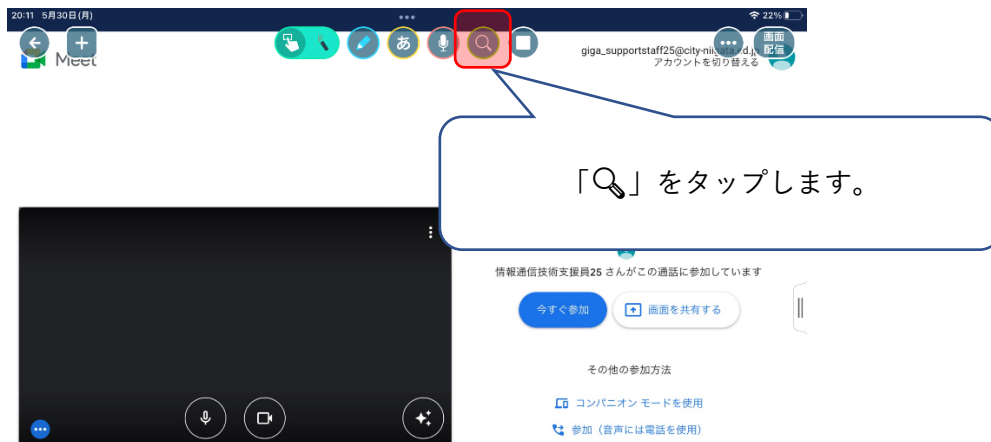 20:11 5月30日(月)
22%
Meet
あ
giga_supportstaff25@city-nii
ed.jp
画面
配信
アカウントを切り替える
「🔍」をタップします。
情報通信技術支援員25 さんがこの通話に参加しています
今すぐ参加
画面を共有する
その他の参加方法
コンパニオン モードを使用
参加（音声には電話を使用）